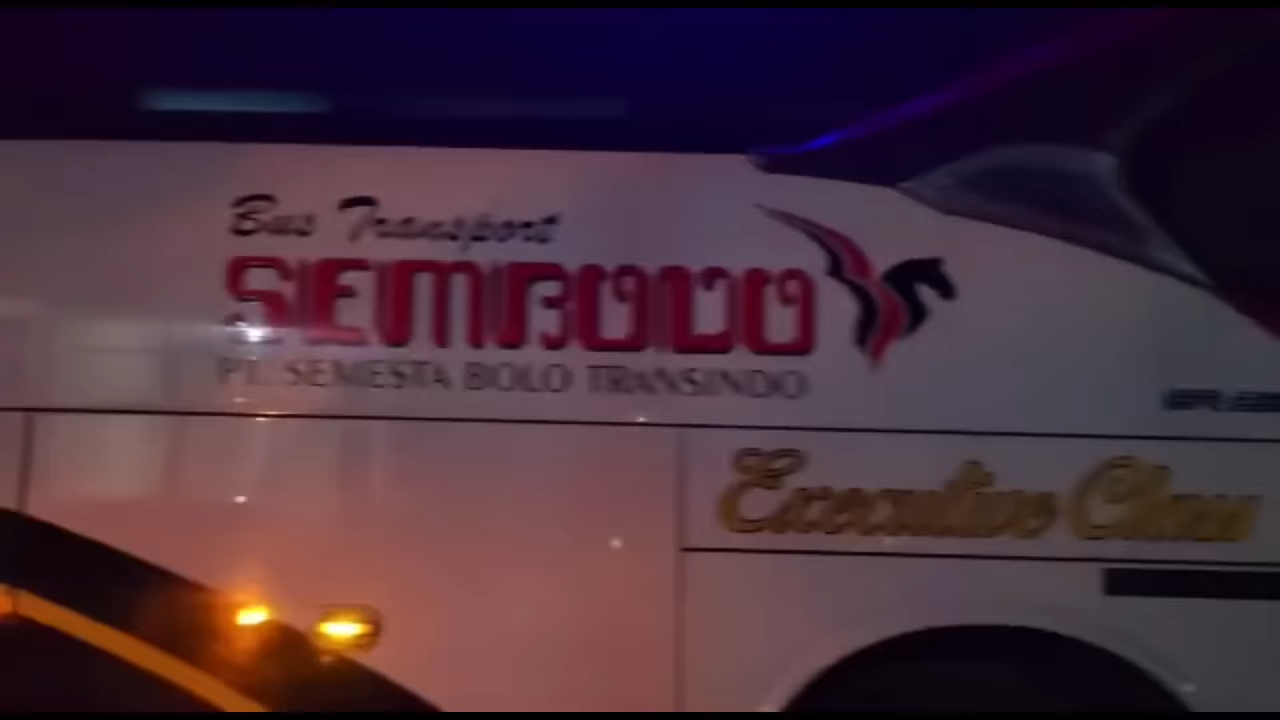 Bus Transport
SEMBOLO
PT. SEMESTA BOLO TRANSINDO
Executive Class